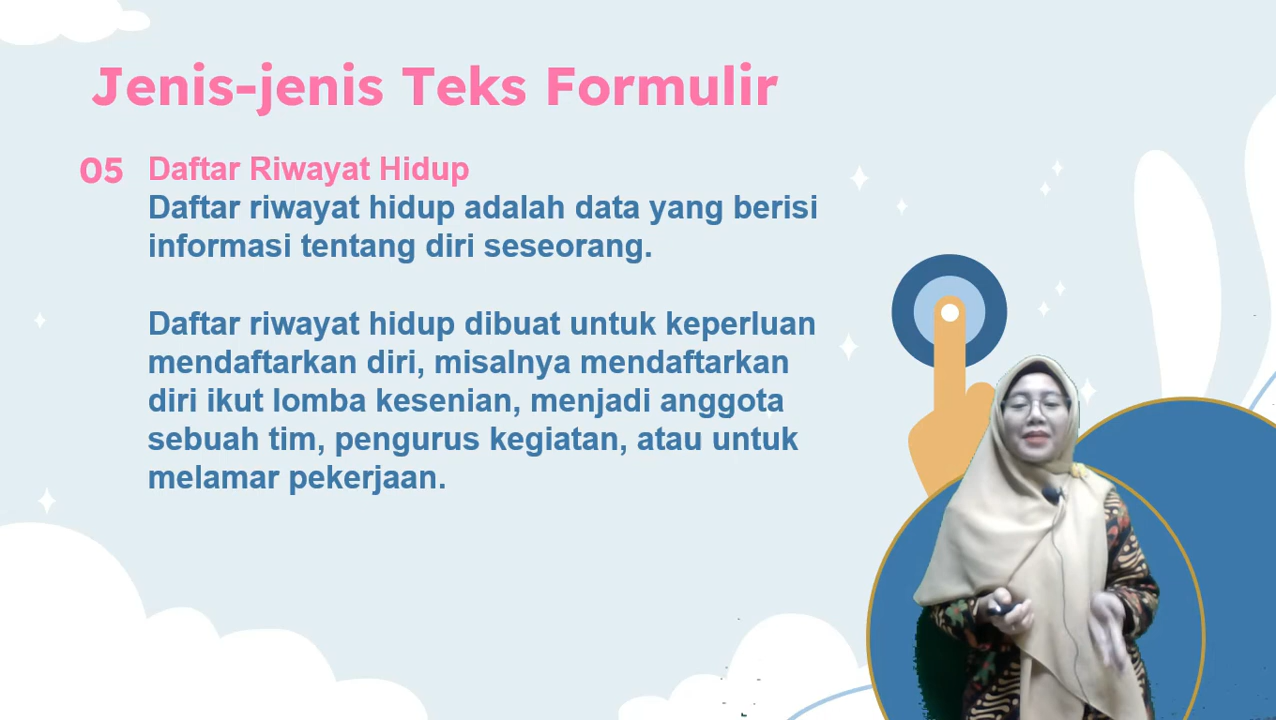 Jenis-jenis Teks Formulir
05 Daftar Riwayat Hidup
Daftar riwayat hidup adalah data yang berisi
informasi tentang diri seseorang.
Daftar riwayat hidup dibuat untuk keperluan
mendaftarkan diri, misalnya mendaftarkan
diri ikut lomba kesenian, menjadi anggota
sebuah tim, pengurus kegiatan, atau untuk
melamar pekerjaan.